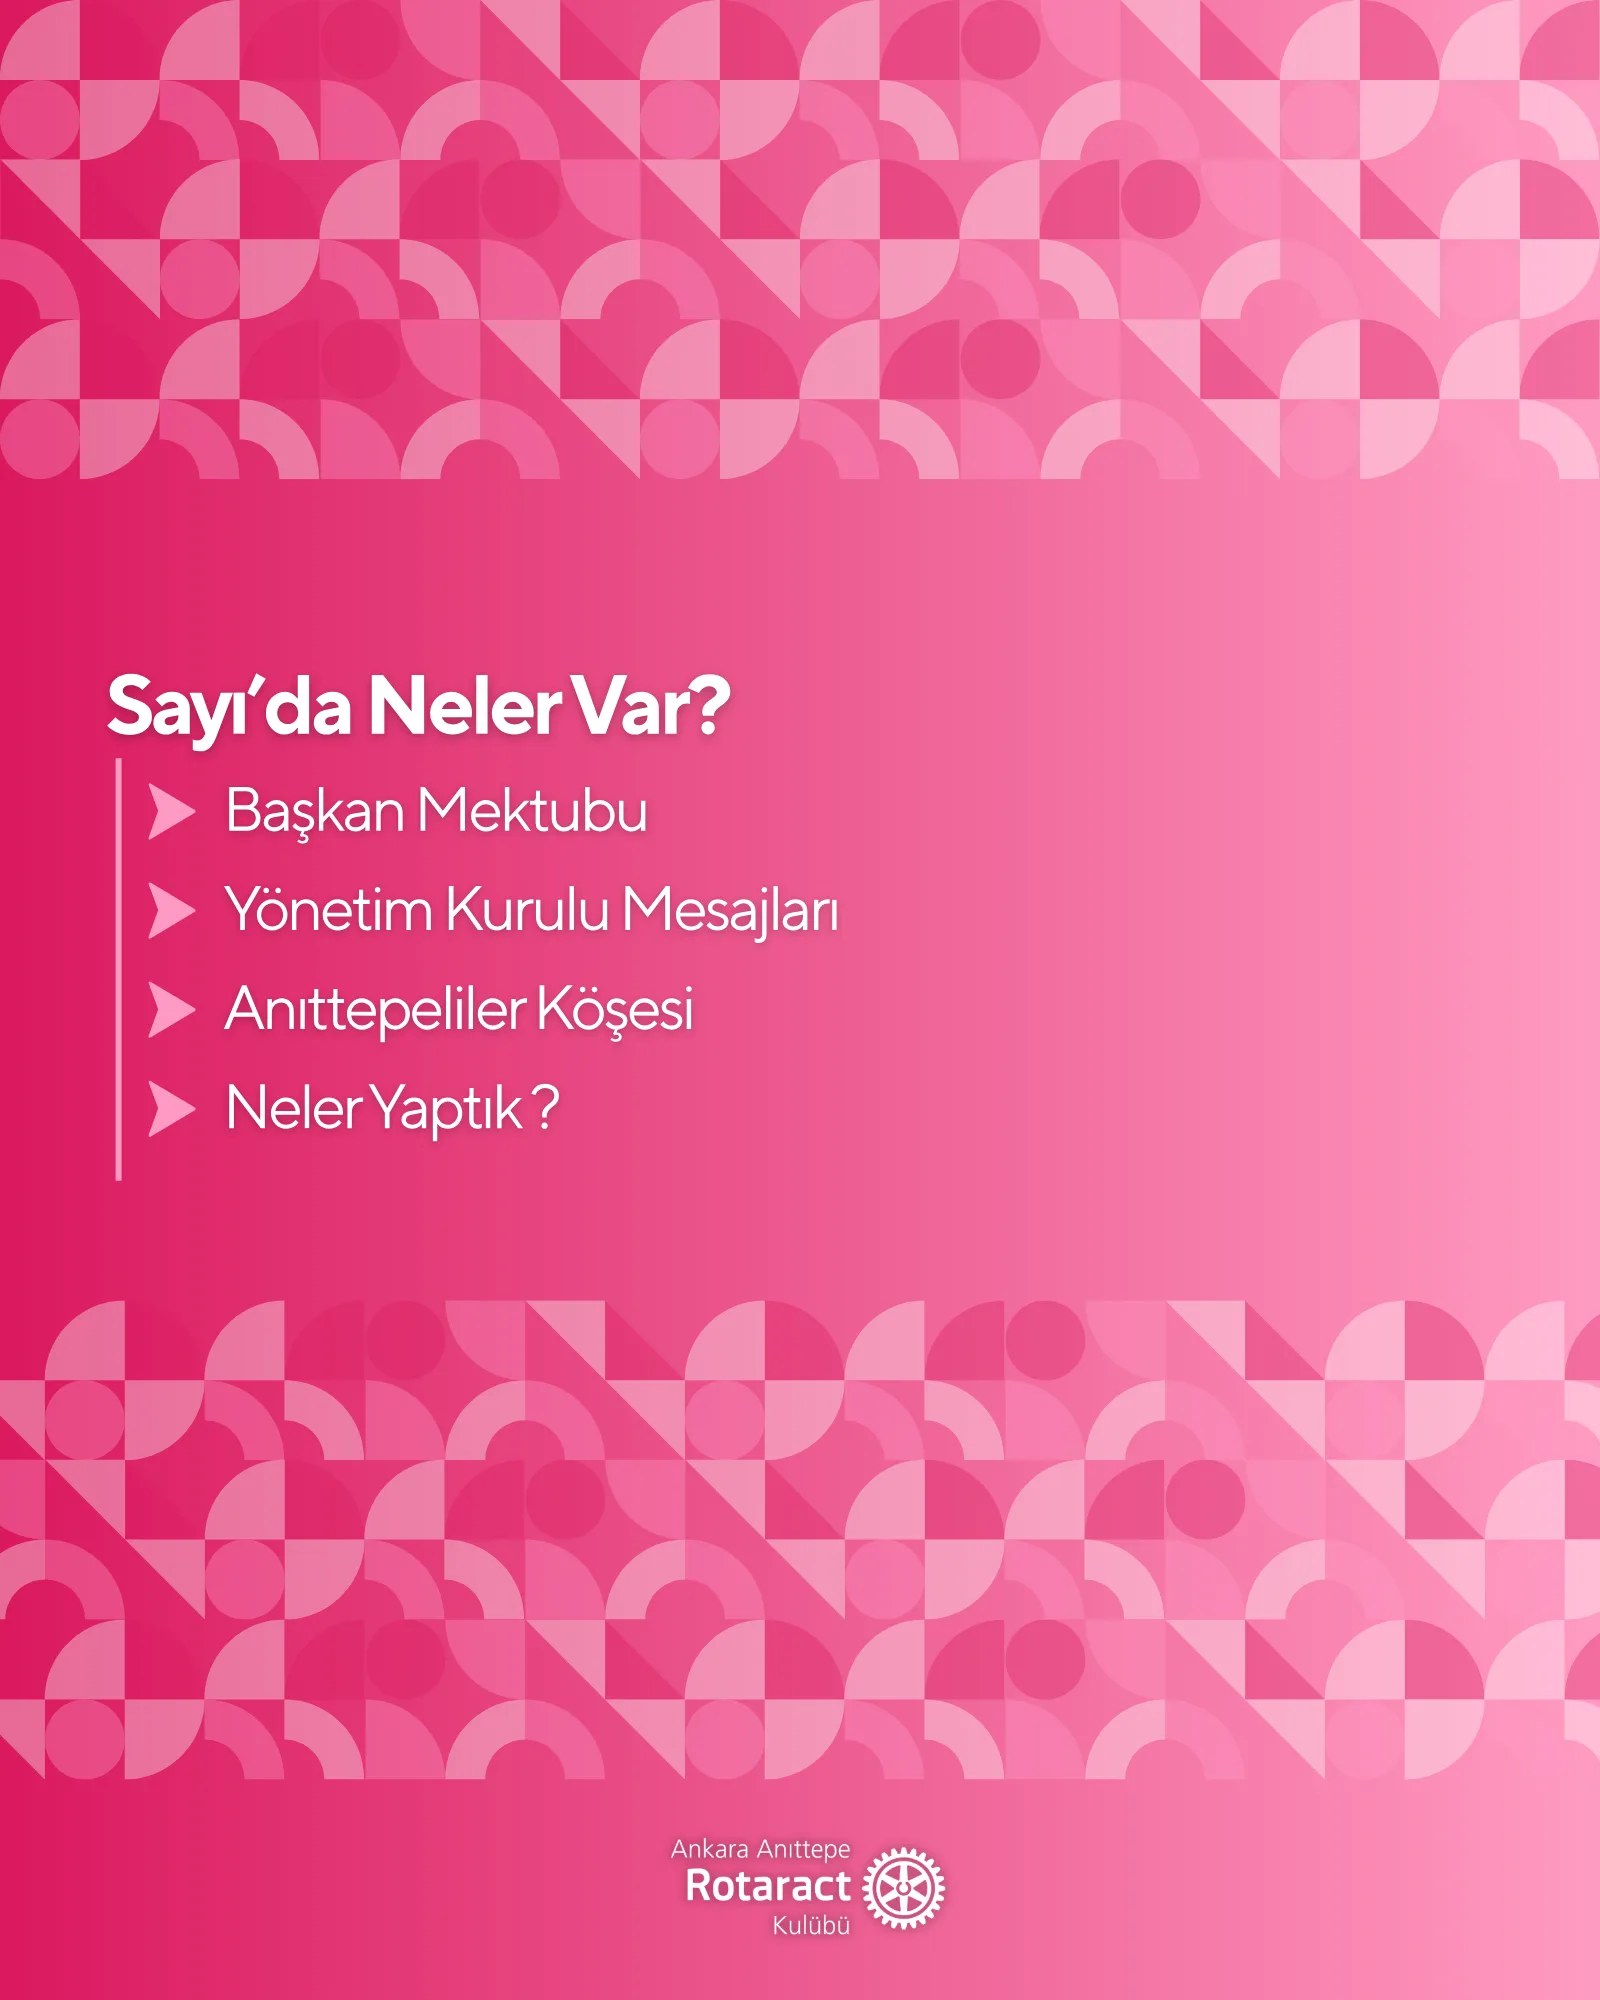 Sayı'da Neler Var?
Başkan Mektubu
Yönetim Kurulu Mesajları
Anıttepeliler Köşesi
Neler Yaptık ?
Ankara Anıttepe
Rotaract
Kulübü